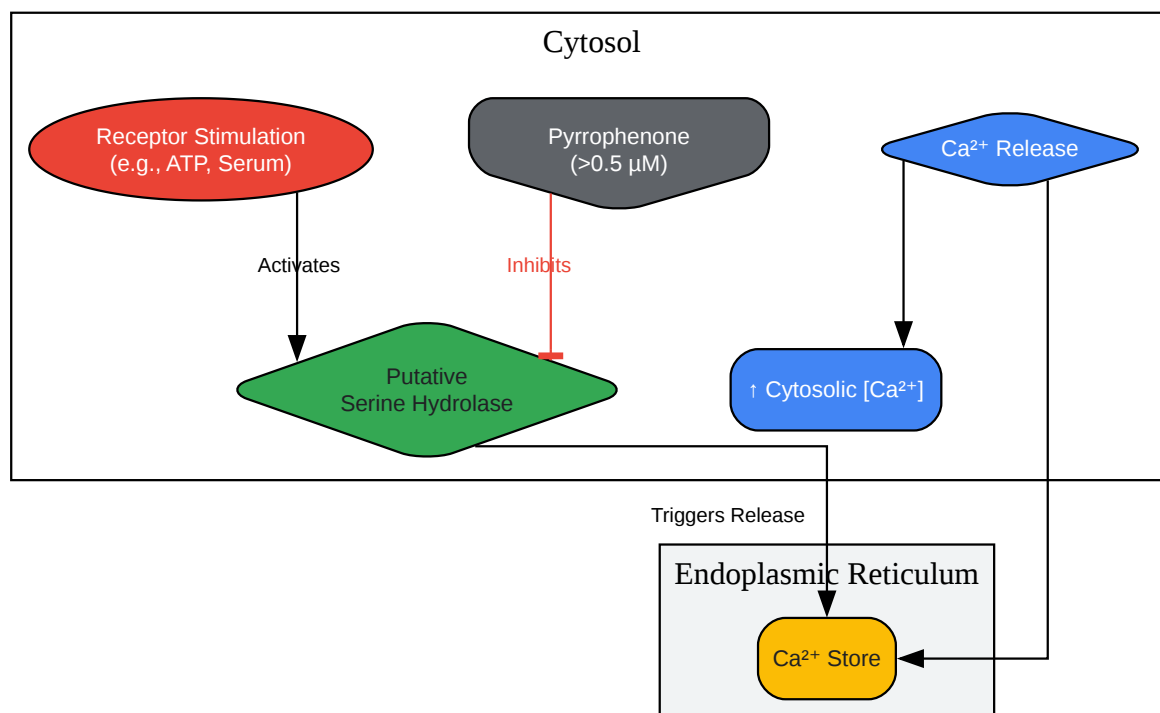 Cytosol
Receptor Stimulation
(e.g., ATP, Serum)
Pyrrophenone
(>0.5 µM)
Ca²⁺ Release
Activates
Inhibits
Putative
Serine Hydrolase
↑ Cytosolic [Ca²⁺]
Triggers Release
Endoplasmic Reticulum
Ca²⁺ Store